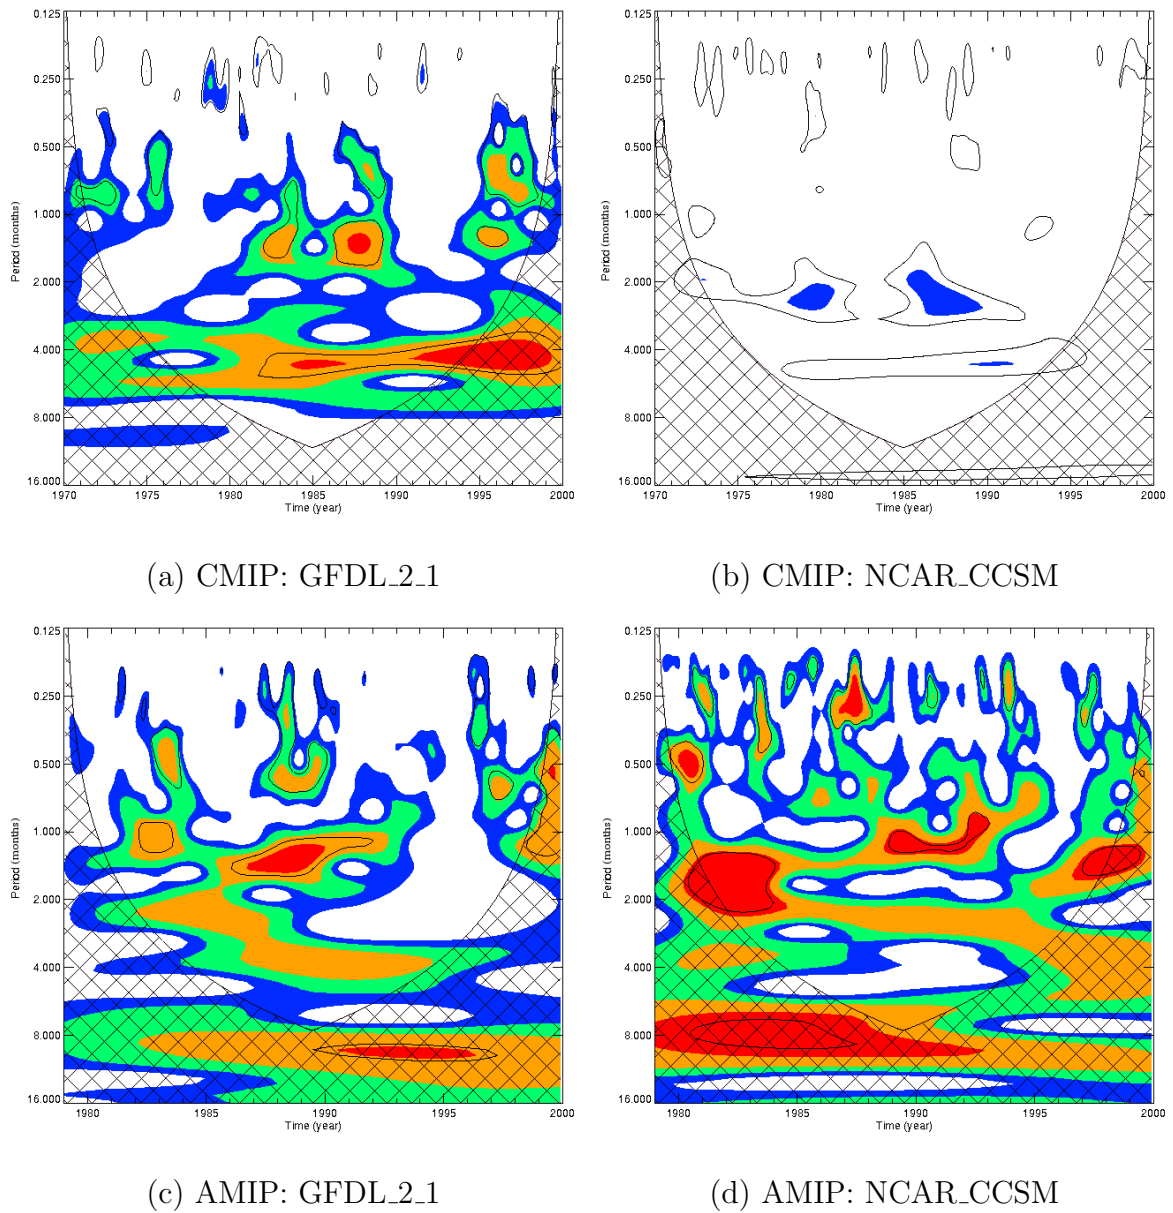 0.125
0.250
0.500
1.000
2.000
4.000
8.000
16.000
Period (months)
1970 1975 1980 1985 1990 1995 2000
Time (year)
(a) CMIP: GFDL_2_1
0.125
0.250
0.500
1.000
2.000
4.000
8.000
16.000
Period (months)
1970 1975 1980 1985 1990 1995 2000
Time (year)
(b) CMIP: NCAR_CCSM
0.125
0.250
0.500
1.000
2.000
4.000
8.000
16.000
Period (months)
1980 1985 1990 1995 2000
Time (year)
(c) AMIP: GFDL_2_1
0.125
0.250
0.500
1.000
2.000
4.000
8.000
16.000
Period (months)
1980 1985 1990 1995 2000
Time (year)
(d) AMIP: NCAR_CCSM